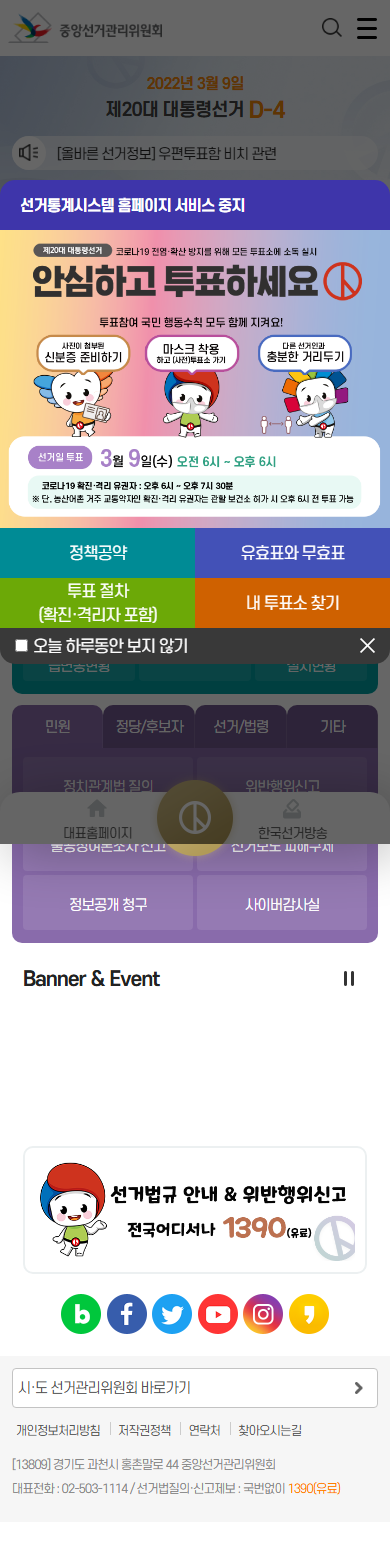 중앙선거관리위원회
2022년 3월 9일
제20대 대통령선거 D-4
[올바른 선거정보] 우편투표함 비치 관련
선거통계시스템 홈페이지 서비스 중지
제20대 대통령선거 코로나19 전염·확산 방지를 위해 모든 투표소에 소독 실시
안심하고 투표하세요
투표참여 국민 행동수칙 모두 함께 지켜요!
사진이 첨부된
신분증 준비하기
마스크 착용
하고 (사전)투표소 가기
다른 선거인과
충분한 거리두기
선거일 투표 3월 9일(수) 오전 6시 ~ 오후 6시
코로나19 확진·격리 유권자 : 오후 6시 ~ 오후 7시 30분
※ 단, 농산어촌 거주 교통약자인 확진·격리 유권자는 관할 보건소 허가 시 오후 6시 전 투표 가능
정책공약 유효표와 무효표
투표 절차
(확진·격리자 포함)
내 투표소 찾기
오늘 하루동안 보지 않기
민원 정당/후보자 선거/법령 기타
정치관계법 질의 위반행위신고
대표홈페이지 한국선거방송
정보공개 청구 사이버감사실
Banner & Event
선거법규 안내 & 위반행위신고
전국어디서나 1390(유료)
시·도 선거관리위원회 바로가기
개인정보처리방침 저작권정책 연락처 찾아오시는길
[13809] 경기도 과천시 홍촌말로 44 중앙선거관리위원회
대표전화 : 02-503-1114 / 선거법질의·신고제보 : 국번없이 1390(유료)